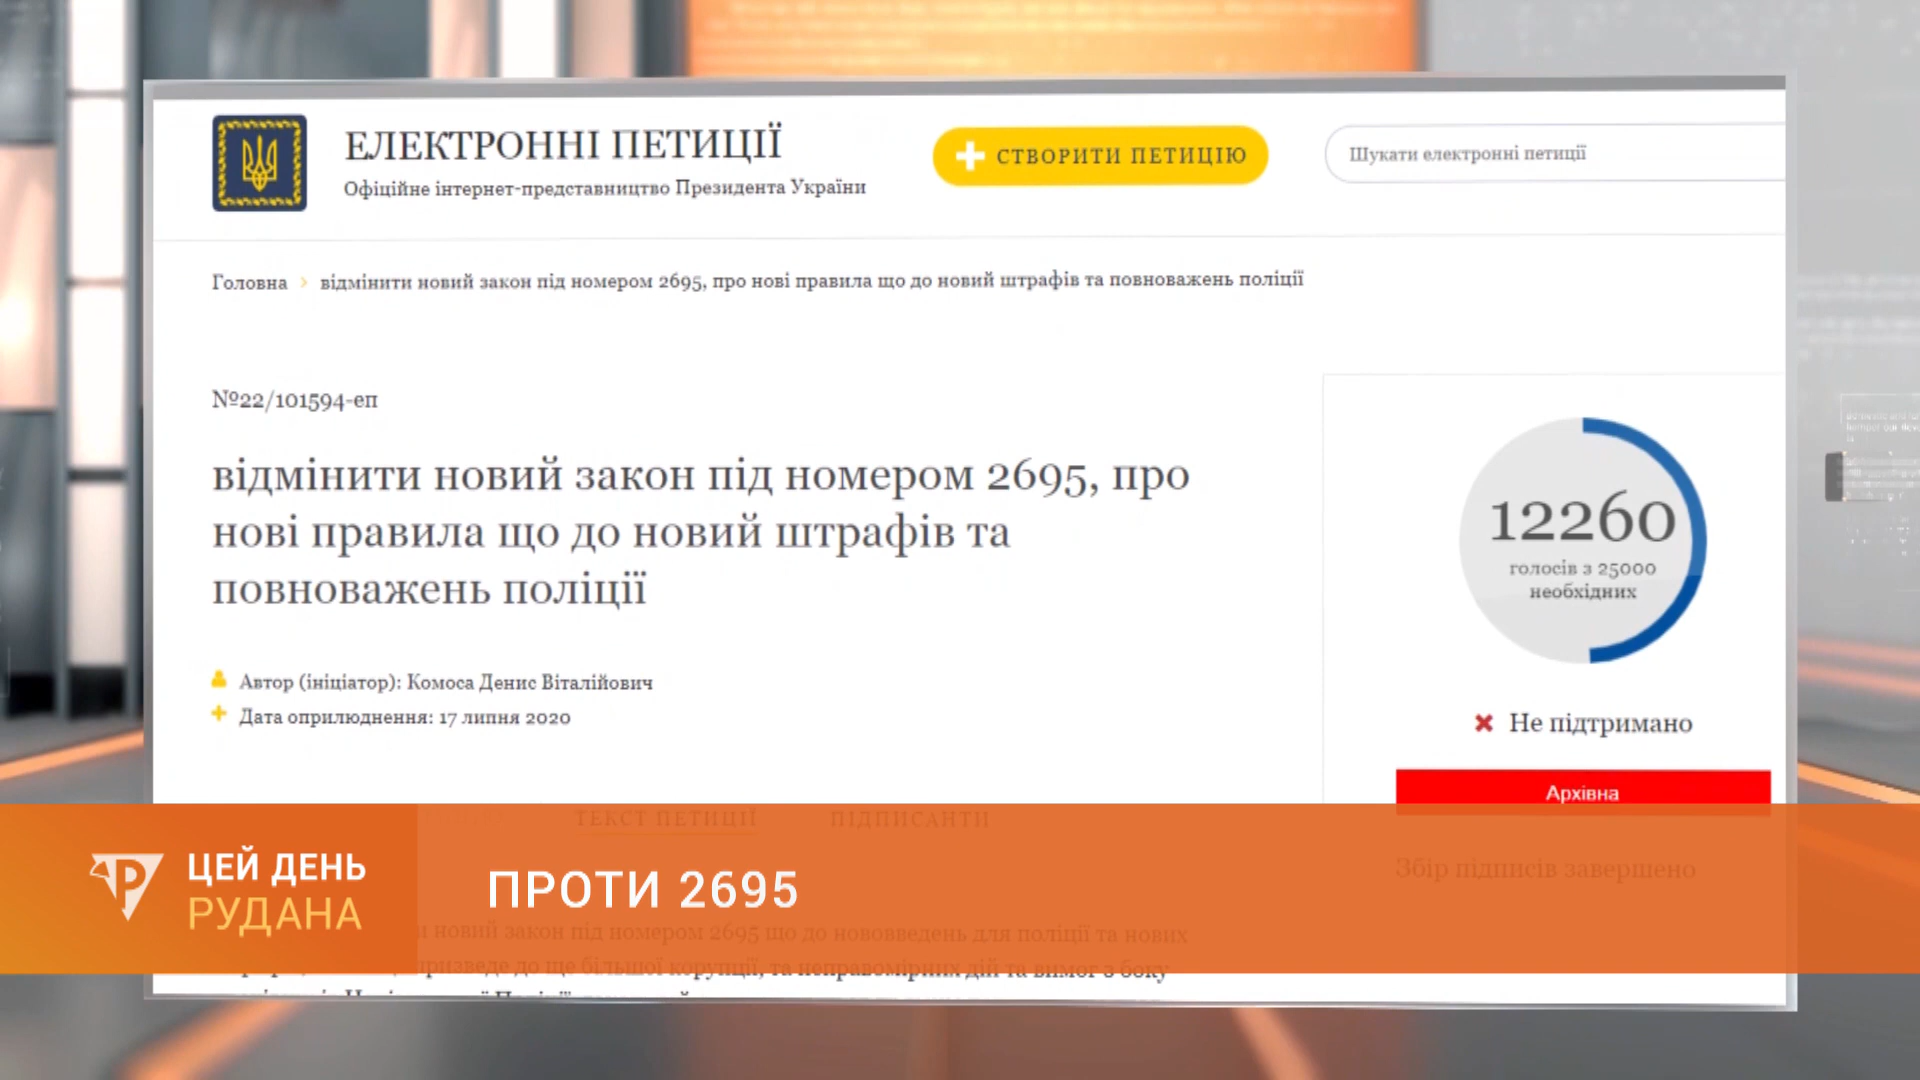 ЕЛЕКТРОННІ ПЕТИЦІЇ
Офіційне інтернет-представництво Президента України
СТВОРИТИ ПЕТИЦІЮ
Шукати електронні петиції
Головна › відмінити новий закон під номером 2695, про нові правила що до новий штрафів та повноважень поліції
№22/101594-еп
відмінити новий закон під номером 2695, про
нові правила що до новий штрафів та
повноважень поліції
Автор (ініціатор): Комоса Денис Віталійович
Дата оприлюднення: 17 липня 2020
12260
голосів з 25000
необхідних
Не підтримано
Архівна
Збір підписів завершено
ТЕКСТ ПЕТИЦІЇ ПІДПИСАНТИ
ЦЕЙ ДЕНЬ
РУДАНА
ПРОТИ 2695
новий закон під номером 2695 що до нововведень для поліції та нових
призведе до ще більшої корупції, та неправомірних дій та вимог з боку